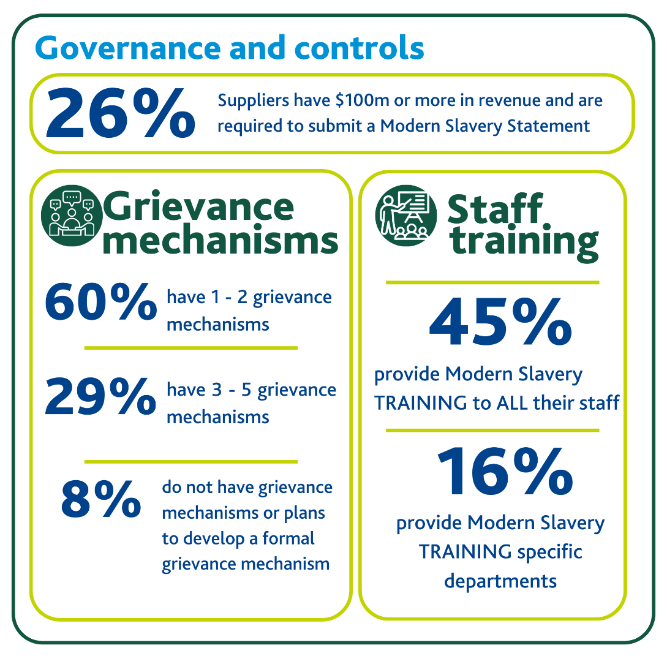 Governance and controls
26%
Suppliers have $100m or more in revenue and are
required to submit a Modern Slavery Statement
Grievance
mechanisms
60%
have 1 - 2 grievance
mechanisms
29%
have 3 - 5 grievance
mechanisms
8%
do not have grievance
mechanisms or plans
to develop a formal
grievance mechanism
Staff
training
45%
provide Modern Slavery
TRAINING to ALL their staff
16%
provide Modern Slavery
TRAINING specific
departments